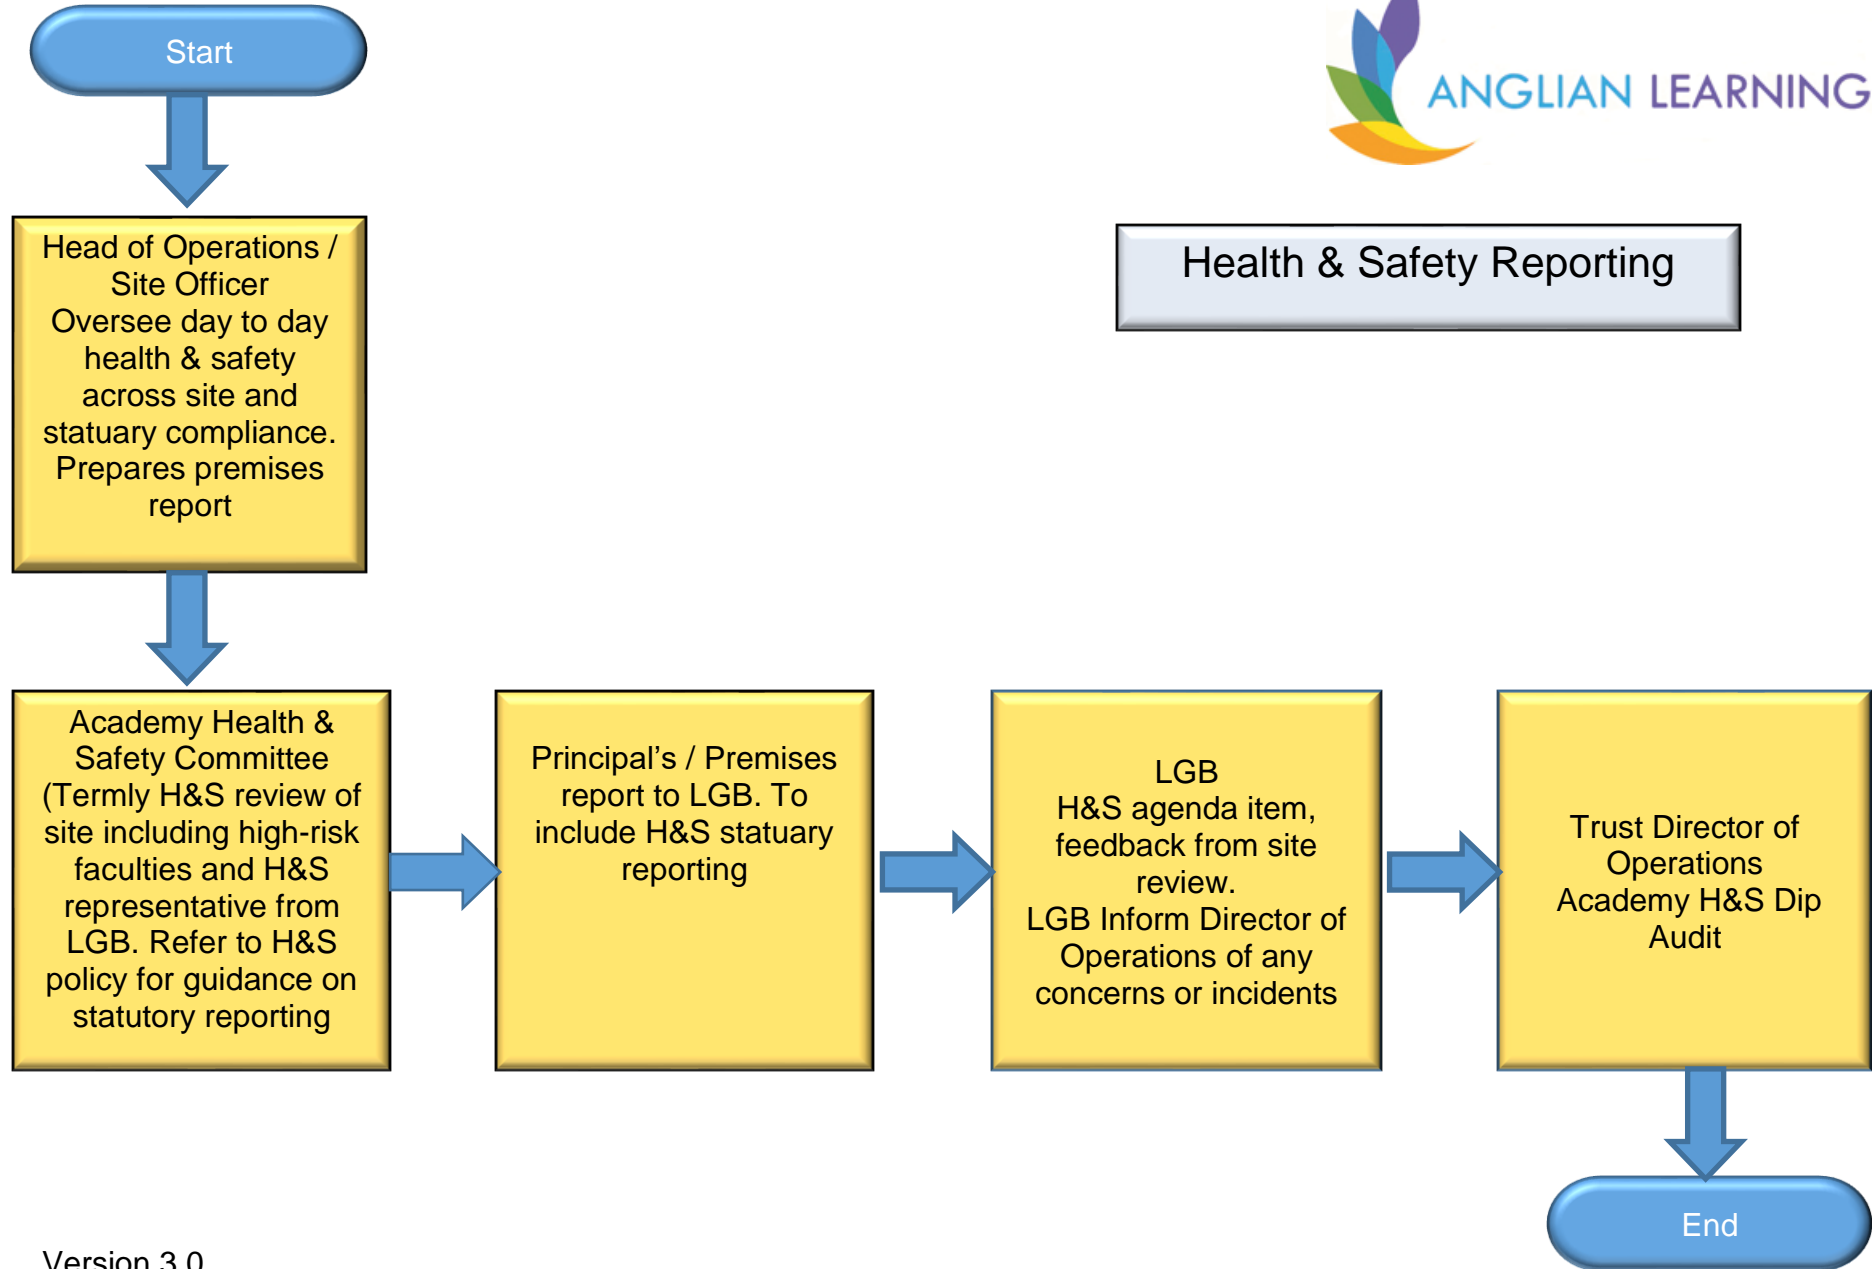 Start
ANGLIAN LEARNING
Head of Operations /
Site Officer
Oversee day to day
health & safety
across site and
statuary compliance.
Prepares premises
report
Health & Safety Reporting
Academy Health &
Safety Committee
(Termly H&S review of
site including high-risk
faculties and H&S
representative from
LGB. Refer to H&S
policy for guidance on
statutory reporting
Principal’s / Premises
report to LGB. To
include H&S statuary
reporting
LGB
H&S agenda item,
feedback from site
review.
LGB Inform Director of
Operations of any
concerns or incidents
Trust Director of
Operations
Academy H&S Dip
Audit
End
Version 3.0